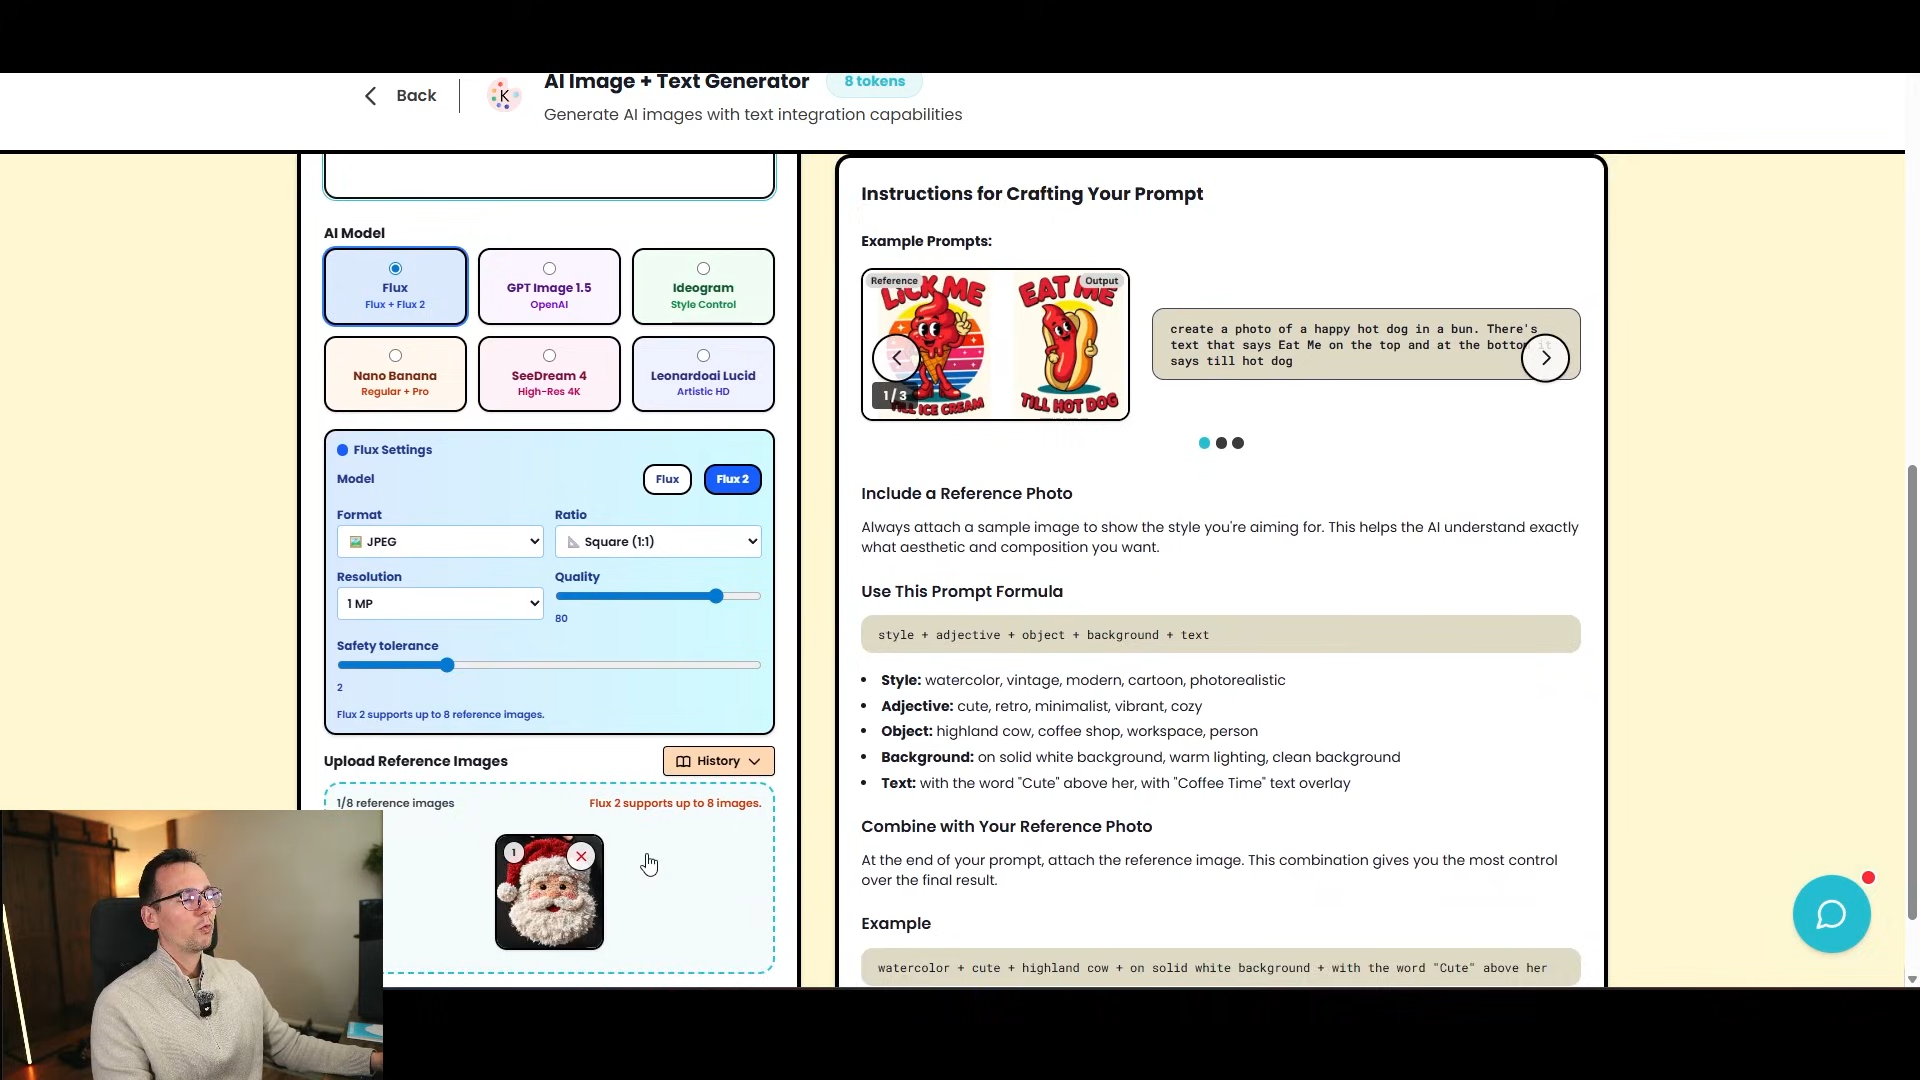 Back
K
AI Image + Text Generator
8 tokens
Generate AI images with text integration capabilities
AI Model
Flux
Flux + Flux 2
GPT Image 1.5
OpenAI
Ideogram
Style Control
Nano Banana
Regular + Pro
SeeDream 4
High-Res 4K
Leonardoai Lucid
Artistic HD
Flux Settings
Model
Flux
Flux 2
Format
Ratio
JPEG
Square (1:1)
Resolution
Quality
1 MP
80
Safety tolerance
2
Flux 2 supports up to 8 reference images.
Upload Reference Images
History
1/8 reference images
Flux 2 supports up to 8 images.
1
Instructions for Crafting Your Prompt
Example Prompts:
Reference
Output
LICK ME
EAT ME
1 / 3
ICE CREAM
TILL HOT DOG
create a photo of a happy hot dog in a bun. There's
text that says Eat Me on the top and at the bottom it
says till hot dog
Include a Reference Photo
Always attach a sample image to show the style you're aiming for. This helps the AI understand exactly
what aesthetic and composition you want.
Use This Prompt Formula
style + adjective + object + background + text
Style: watercolor, vintage, modern, cartoon, photorealistic
Adjective: cute, retro, minimalist, vibrant, cozy
Object: highland cow, coffee shop, workspace, person
Background: on solid white background, warm lighting, clean background
Text: with the word "Cute" above her, with "Coffee Time" text overlay
Combine with Your Reference Photo
At the end of your prompt, attach the reference image. This combination gives you the most control
over the final result.
Example
watercolor + cute + highland cow + on solid white background + with the word "Cute" above her